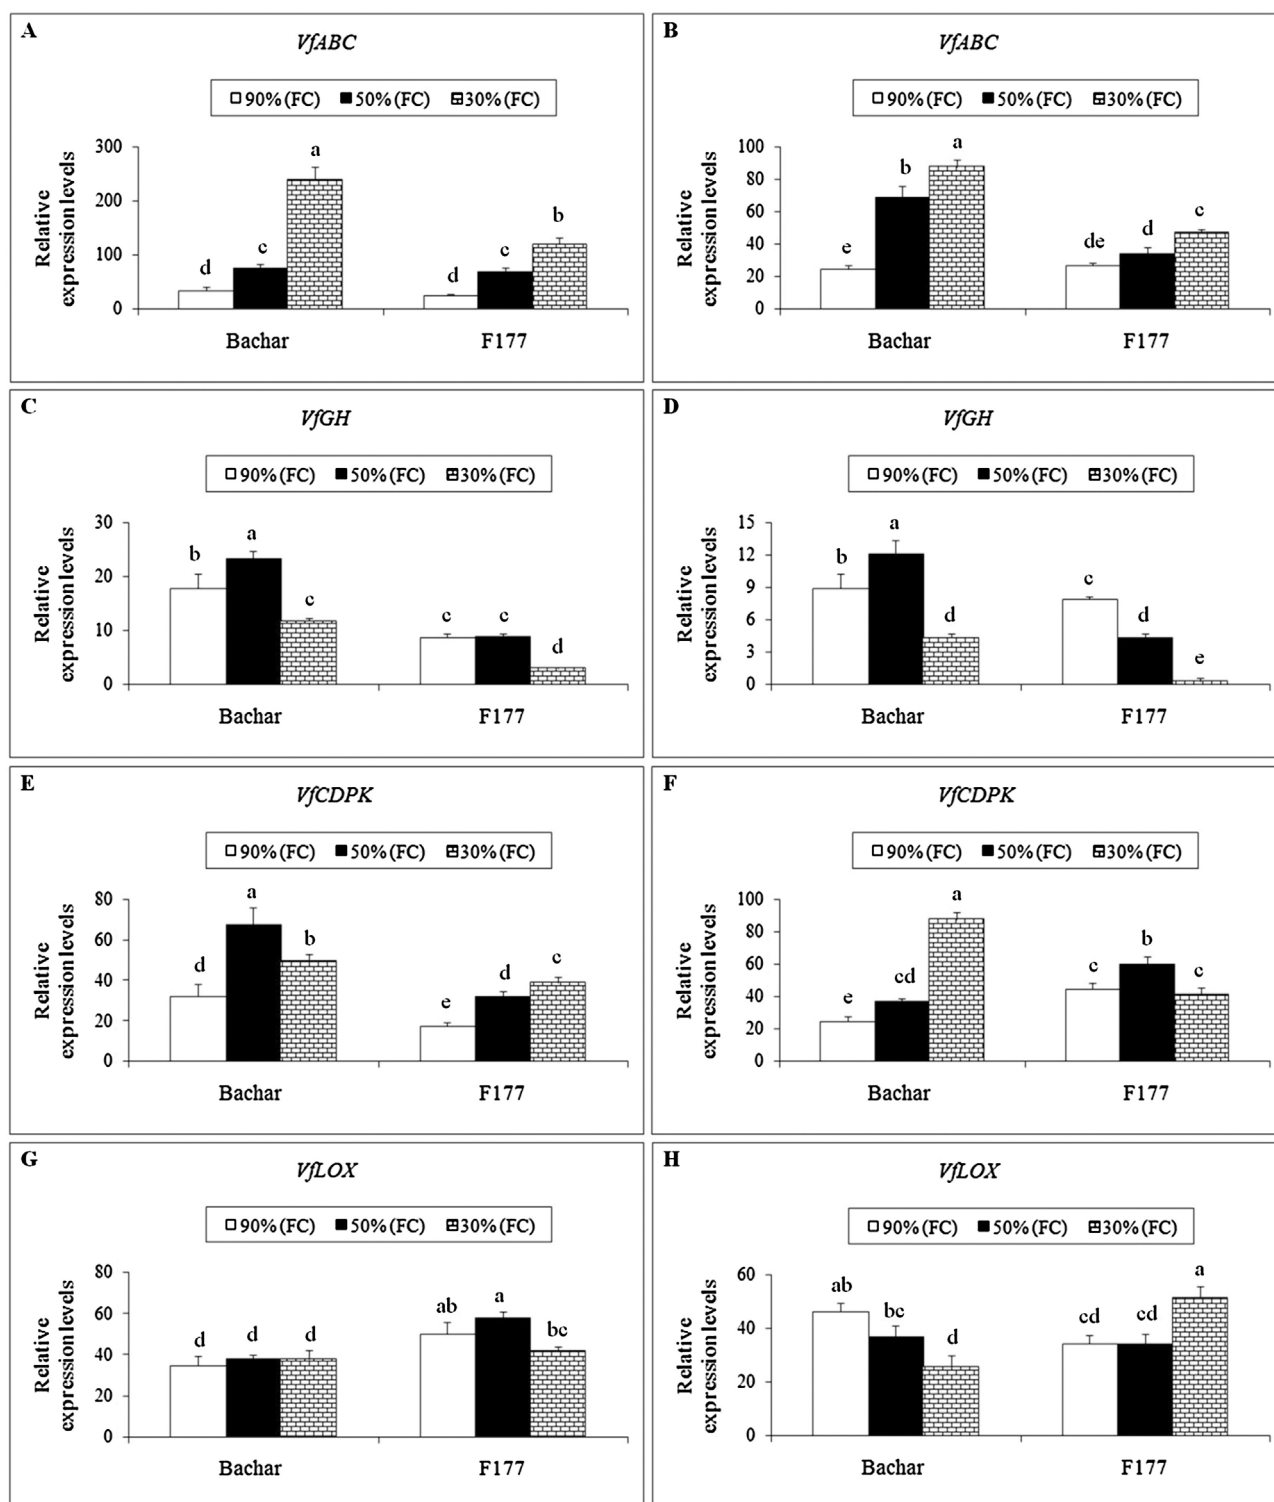 A
VfABC
90% (FC) 50% (FC) 30% (FC)
Relative
expression levels
300
200
100
0
d c a d c b
Bachar F177
B
VfABC
90% (FC) 50% (FC) 30% (FC)
Relative
expression levels
100
80
60
40
20
0
e b a de d c
Bachar F177
C
VfGH
90% (FC) 50% (FC) 30% (FC)
Relative
expression levels
30
20
10
0
b a c c c d
Bachar F177
D
VfGH
90% (FC) 50% (FC) 30% (FC)
Relative
expression levels
15
12
9
6
3
0
b a d c d e
Bachar F177
E
VfCDPK
90% (FC) 50% (FC) 30% (FC)
Relative
expression levels
80
60
40
20
0
d a b e d c
Bachar F177
F
VfCDPK
90% (FC) 50% (FC) 30% (FC)
Relative
expression levels
100
80
60
40
20
0
e cd a c b c
Bachar F177
G
VfLOX
90% (FC) 50% (FC) 30% (FC)
Relative
expression levels
80
60
40
20
0
d d d ab a bc
Bachar F177
H
VfLOX
90% (FC) 50% (FC) 30% (FC)
Relative
expression levels
60
40
20
0
ab bc d cd cd a
Bachar F177